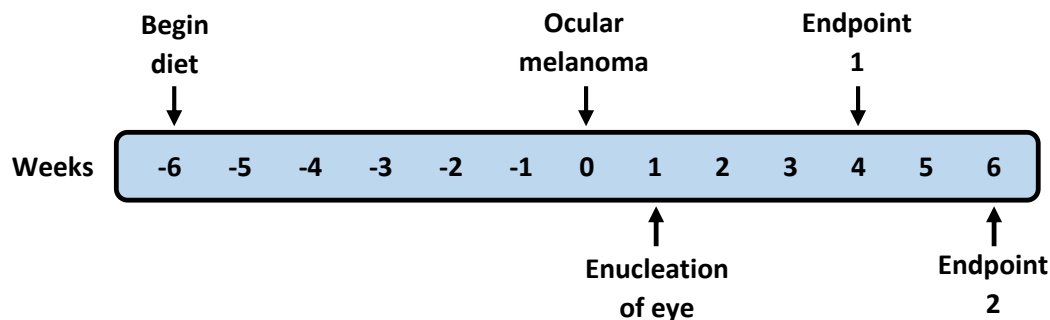 Begin
diet
Ocular
melanoma
Endpoint
1
Weeks -6 -5 -4 -3 -2 -1 0 1 2 3 4 5 6
Enucleation
of eye
Endpoint
2